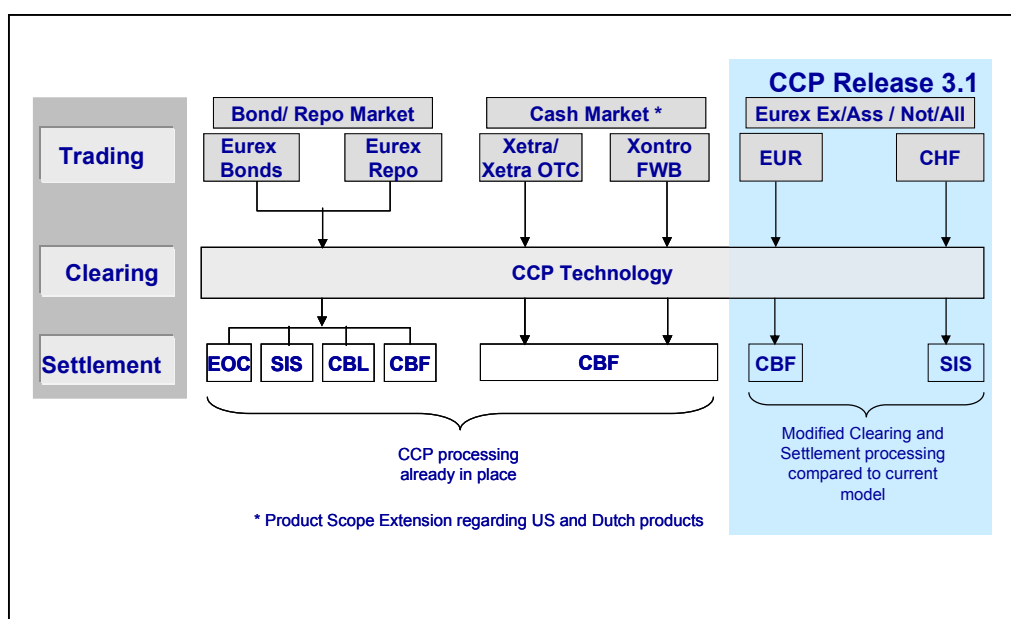 CCP Release 3.1
Bond/ Repo Market
Cash Market *
Eurex Ex/Ass / Not/All
Trading
Eurex
Bonds
Eurex
Repo
Xetra/
Xetra OTC
Xontro
FWB
EUR
CHF
Clearing
CCP Technology
Settlement
EOC
SIS
CBL
CBF
CBF
CBF
SIS
CCP processing
already in place
Modified Clearing and
Settlement processing
compared to current
model
* Product Scope Extension regarding US and Dutch products